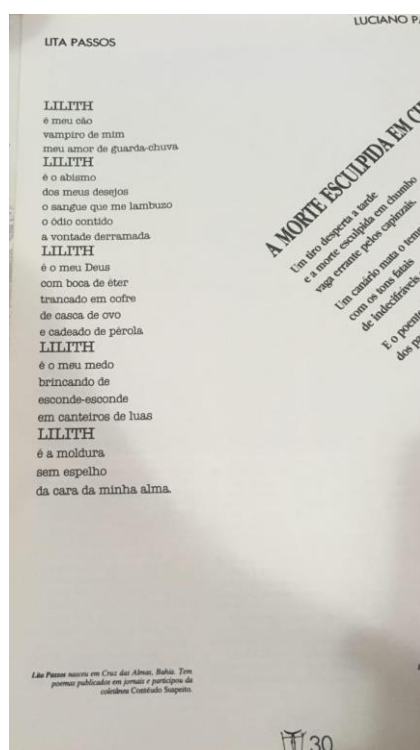 LUCIANO
LITA PASSOS
LILITH
é meu cão
vampiro de mim
meu amor de guarda-chuva
LILITH
é o abismo
dos meus desejos
o sangue que me lambuzo
o ódio contido
a vontade derramada
LILITH
é o meu Deus
com boca de éter
trancado em cofre
de casca de ovo
e cadeado de pérola
LILITH
é o meu medo
brincando de
esconde-esconde
em canteiros de luas
LILITH
é a moldura
sem espelho
da cara da minha alma.
Lita Passos nasceu em Cruz das Almas, Bahia. Tem
poemas publicados em jornais e participou da
coletânea Contéudo Suspeito.
A MORTE ESCULPIDA EM
Um tiro desperta a tarde
e a morte esculpida em chumbo
vaga errante pelos capinzais.
Um canário mata o
com os tons fatais
de indecifráveis
E o poente
dos
30